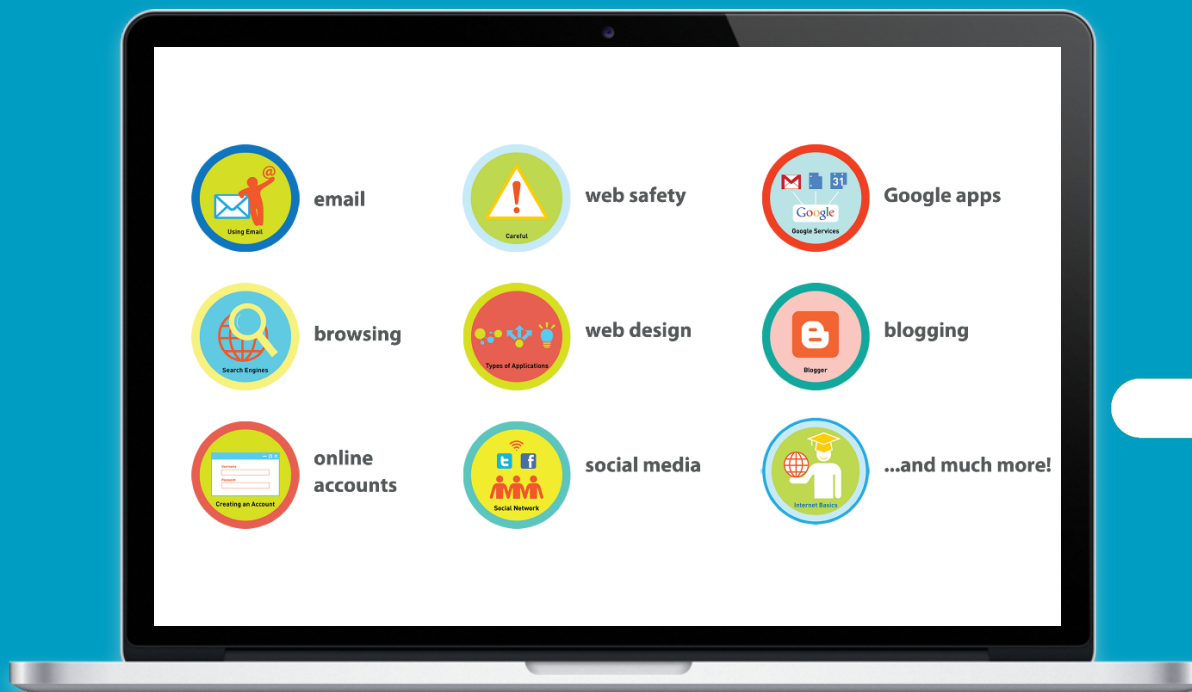 @
Using Email
email
!
Careful
web safety
31
Google
Google Services
Google apps
Search Engines
browsing
Types of Applications
web design
Blogger
blogging
Username
Password
Creating an Account
online
accounts
Social Network
social media
Internet Basics
...and much more!